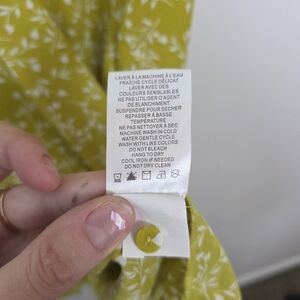 LAVER À LA MACHINE À L'EAU
FRAÎCHE CYCLE DÉLICAT
LAVER AVEC DES
COULEURS SEMBLABLES
NE PAS UTILISER D'AGENT
DE BLANCHIMENT
SUSPENDRE POUR SECHER
REPASSER À BASSE
TEMPÉRATURE
NE PAS NETTOYER À SEC
MACHINE WASH IN COLD
WATER GENTLE CYCLE
WASH WITH LIKE COLORS
DO NOT BLEACH
HANG TO DRY
COOL IRON IF NEEDED
DO NOT DRY CLEAN